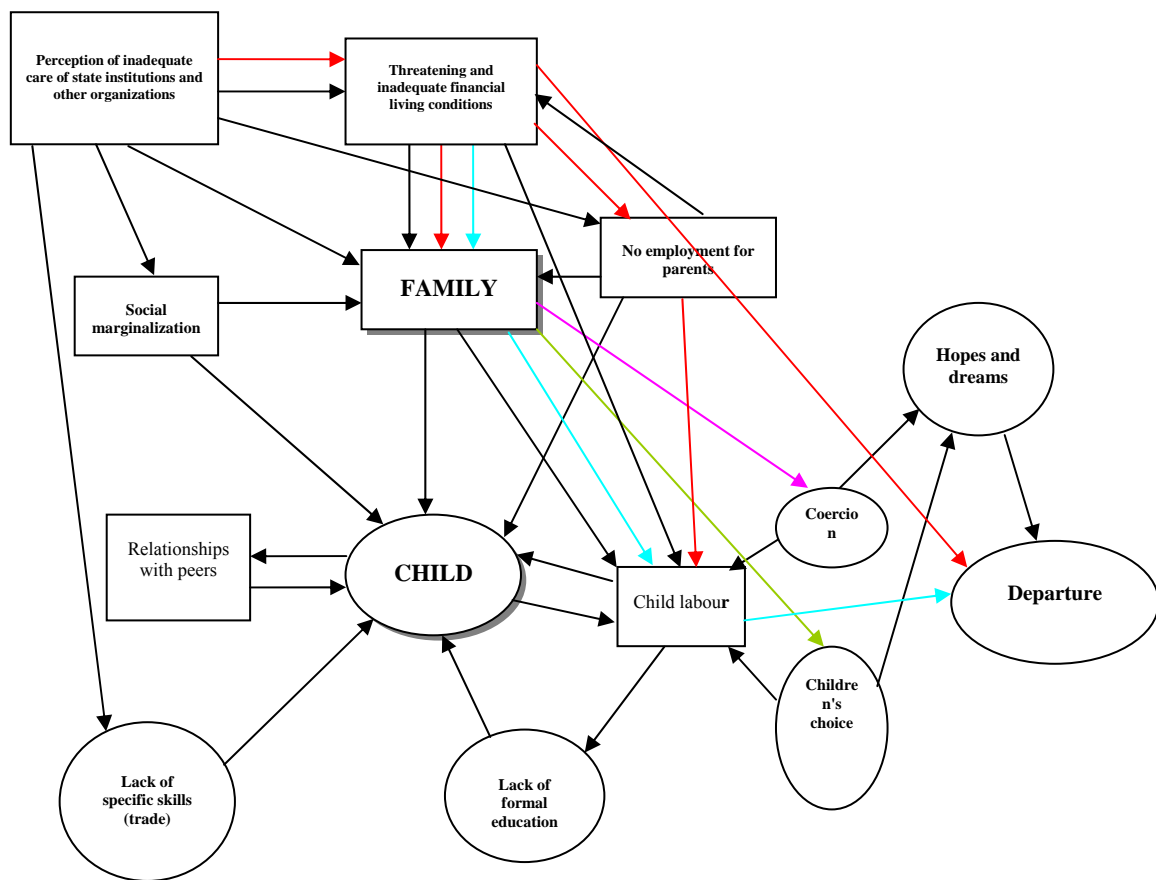 Perception of inadequate
care of state institutions and
other organizations
Threatening and
inadequate financial
living conditions
No employment for
parents
FAMILY
Social
marginalization
Hopes and
dreams
Coercio
n
Relationships
with peers
CHILD
Child labour
Departure
Childre
n's
choice
Lack of
specific skills
(trade)
Lack of
formal
education